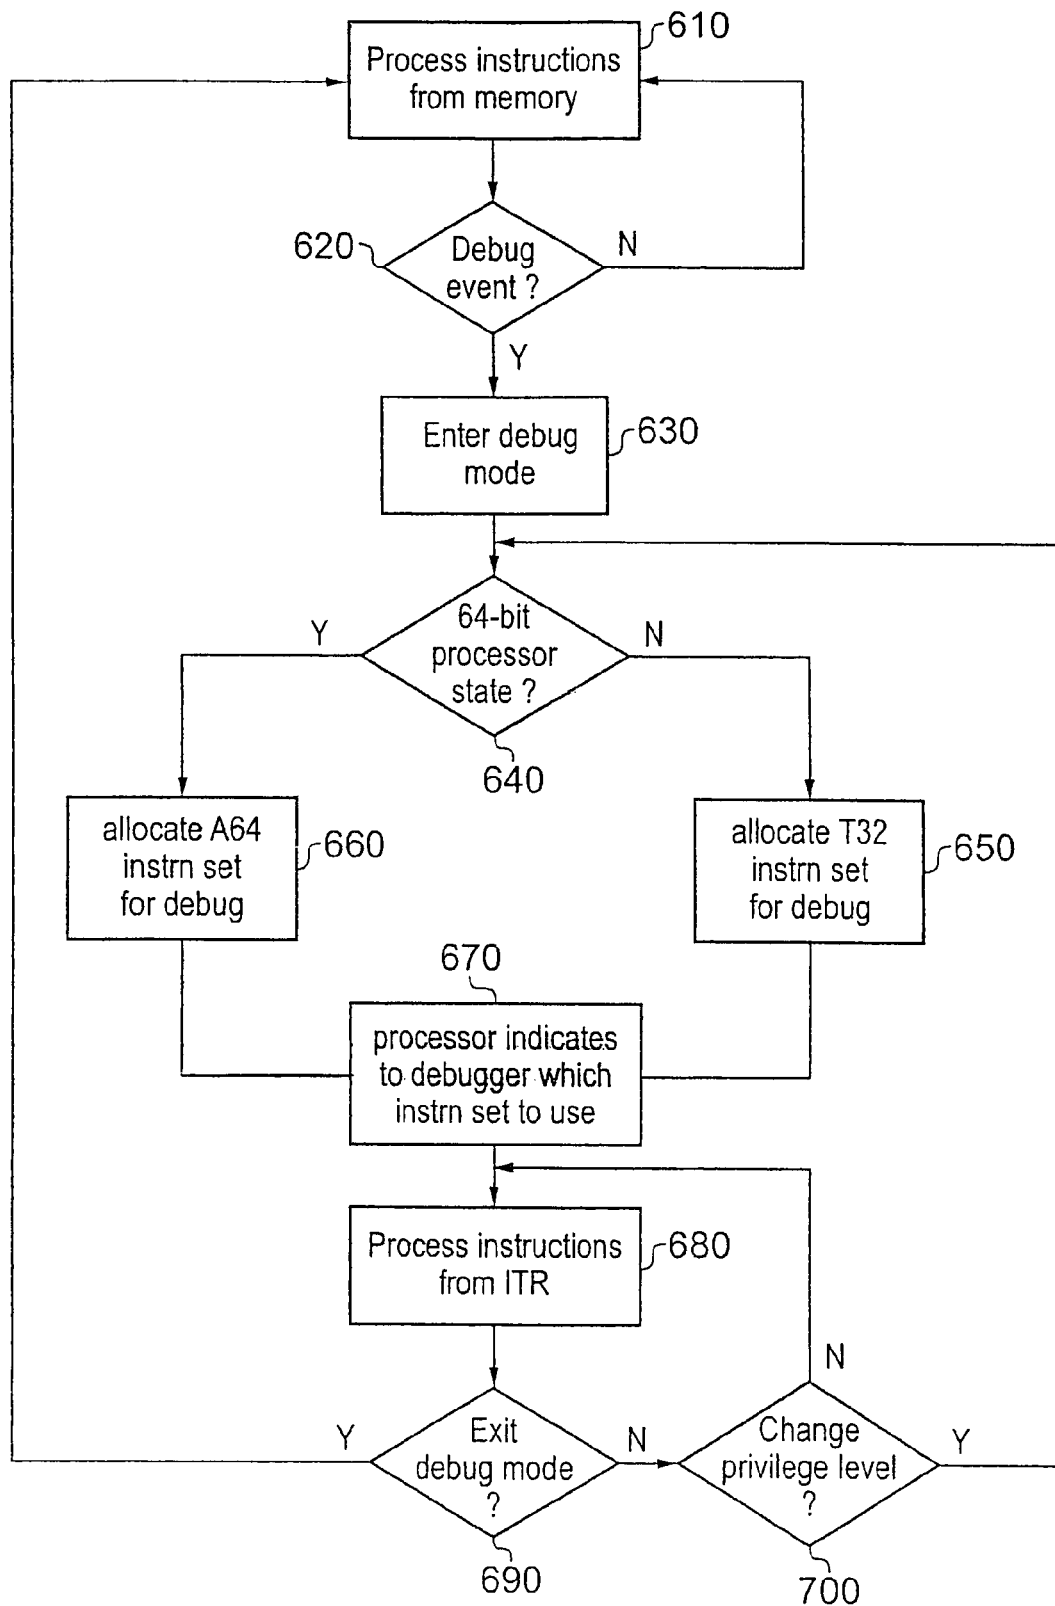 610
Process instructions
from memory
620
Debug
event ?
N
Y
Enter debug
mode
630
64-bit
processor
state ?
Y
N
640
allocate A64
instrn set
for debug
660
allocate T32
instrn set
for debug
650
670
processor indicates
to debugger which
instrn set to use
Process instructions
from ITR
680
N
Y
Exit
debug mode
?
N
Change
privilege level
?
Y
690
700